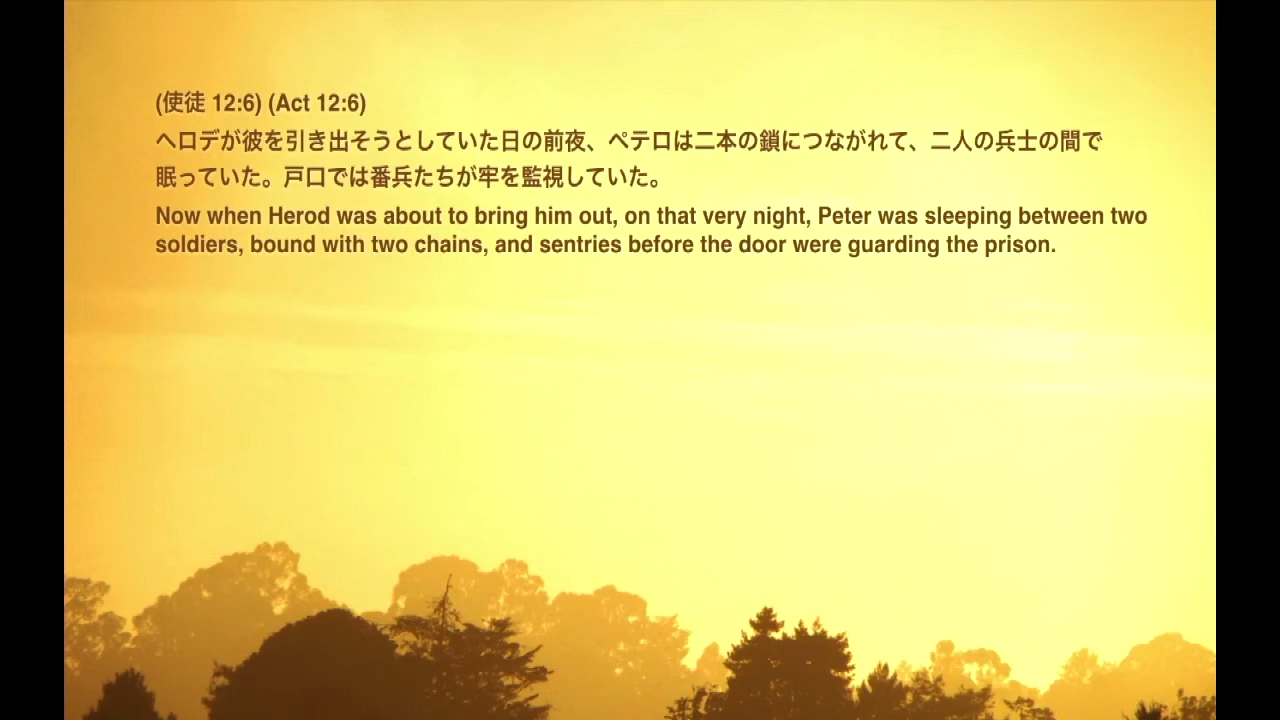 (使徒 12:6) (Act 12:6)
ヘロデが彼を引き出そうとしていた日の前夜、ペテロは二本の鎖につながれて、二人の兵士の間で
眠っていた。戸口では番兵たちが牢を監視していた。
Now when Herod was about to bring him out, on that very night, Peter was sleeping between two
soldiers, bound with two chains, and sentries before the door were guarding the prison.